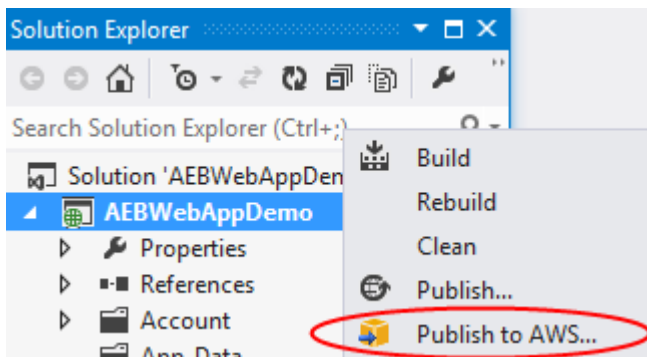 Solution Explorer
Search Solution Explorer (Ctrl+;)
Solution 'AEBWebAppDem
AEBWebAppDemo
Properties
References
Account
App_Data
Build
Rebuild
Clean
Publish...
Publish to AWS...